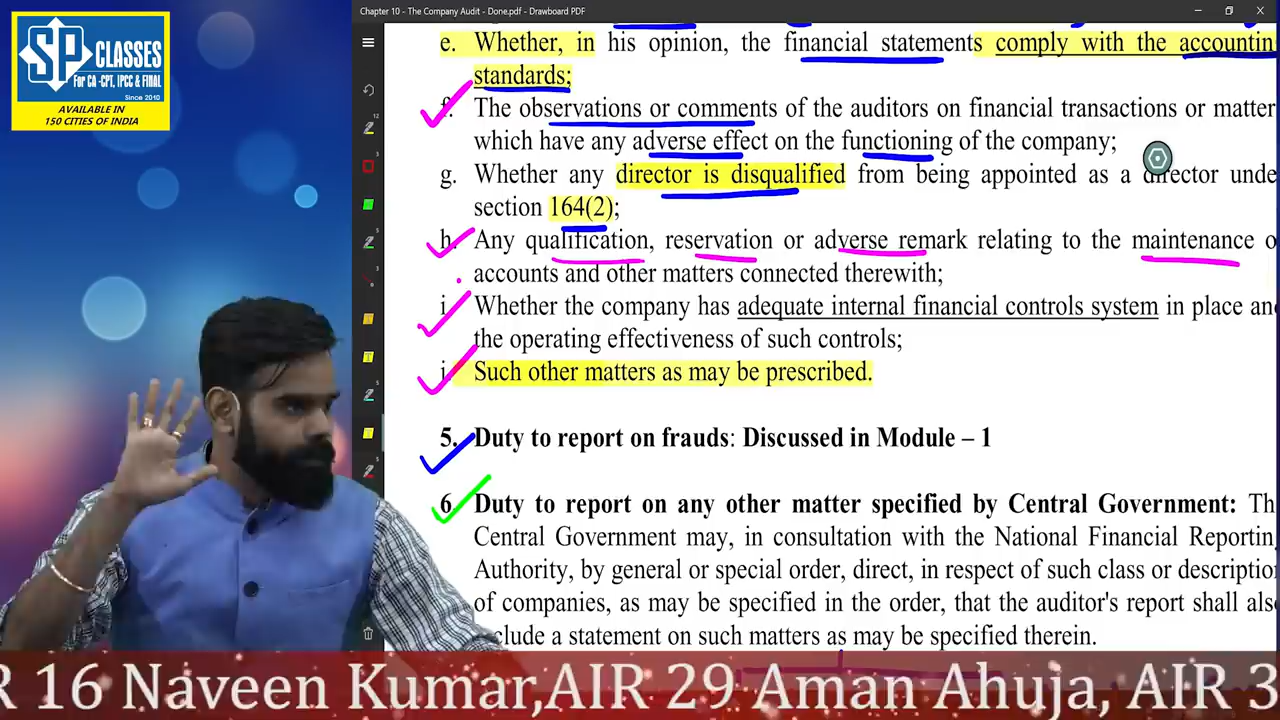 Chapter 10 - The Company Audit - Done.pdf - Drawboard PDF
SP CLASSES
For CA -CPT, IPCC & FINAL
Since 2010
AVAILABLE IN
150 CITIES OF INDIA
e. Whether, in his opinion, the financial statements comply with the accountin
standards;
f. The observations or comments of the auditors on financial transactions or matter
which have any adverse effect on the functioning of the company;
g. Whether any director is disqualified from being appointed as a director unde
section 164(2);
h. Any qualification, reservation or adverse remark relating to the maintenance o
accounts and other matters connected therewith;
i. Whether the company has adequate internal financial controls system in place an
the operating effectiveness of such controls;
j. Such other matters as may be prescribed.
5. Duty to report on frauds: Discussed in Module – 1
6. Duty to report on any other matter specified by Central Government: Th
Central Government may, in consultation with the National Financial Reportin
Authority, by general or special order, direct, in respect of such class or descriptio
of companies, as may be specified in the order, that the auditor's report shall als
clude a statement on such matters as may be specified therein.
R 16 Naveen Kumar,AIR 29 Aman Ahuja, AIR 3